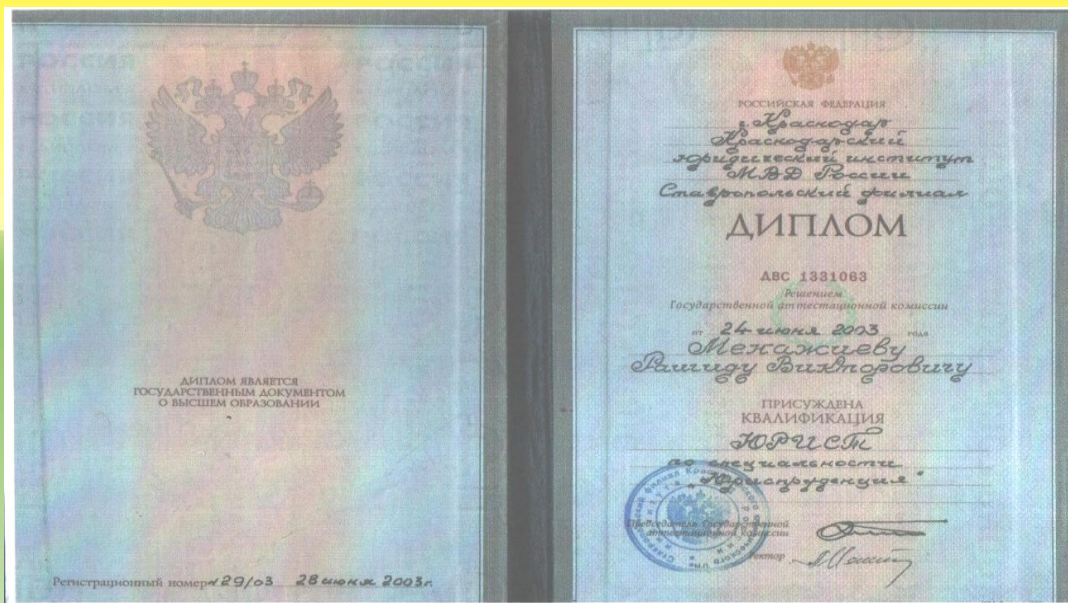 ДИПЛОМ ЯВЛЯЕТСЯ
ГОСУДАРСТВЕННЫМ ДОКУМЕНТОМ
О ВЫСШЕМ ОБРАЗОВАНИИ
Регистрационный номер 129/03 28 июня 2003г.
РОССИЙСКАЯ ФЕДЕРАЦИЯ
г. Краснодар
Краснодарский
юридический институт
МВД России
Ставропольский филиал
ДИПЛОМ
АВС 1331063
Решением
Государственной аттестационной комиссии
от 24 июня 2003 года
Менажиеву
Рашиду Викторовичу
ПРИСУЖДЕНА
КВАЛИФИКАЦИЯ
ЮРИСТ
по специальности
"Юриспруденция"
Председатель Государственной
аттестационной комиссии
Ректор